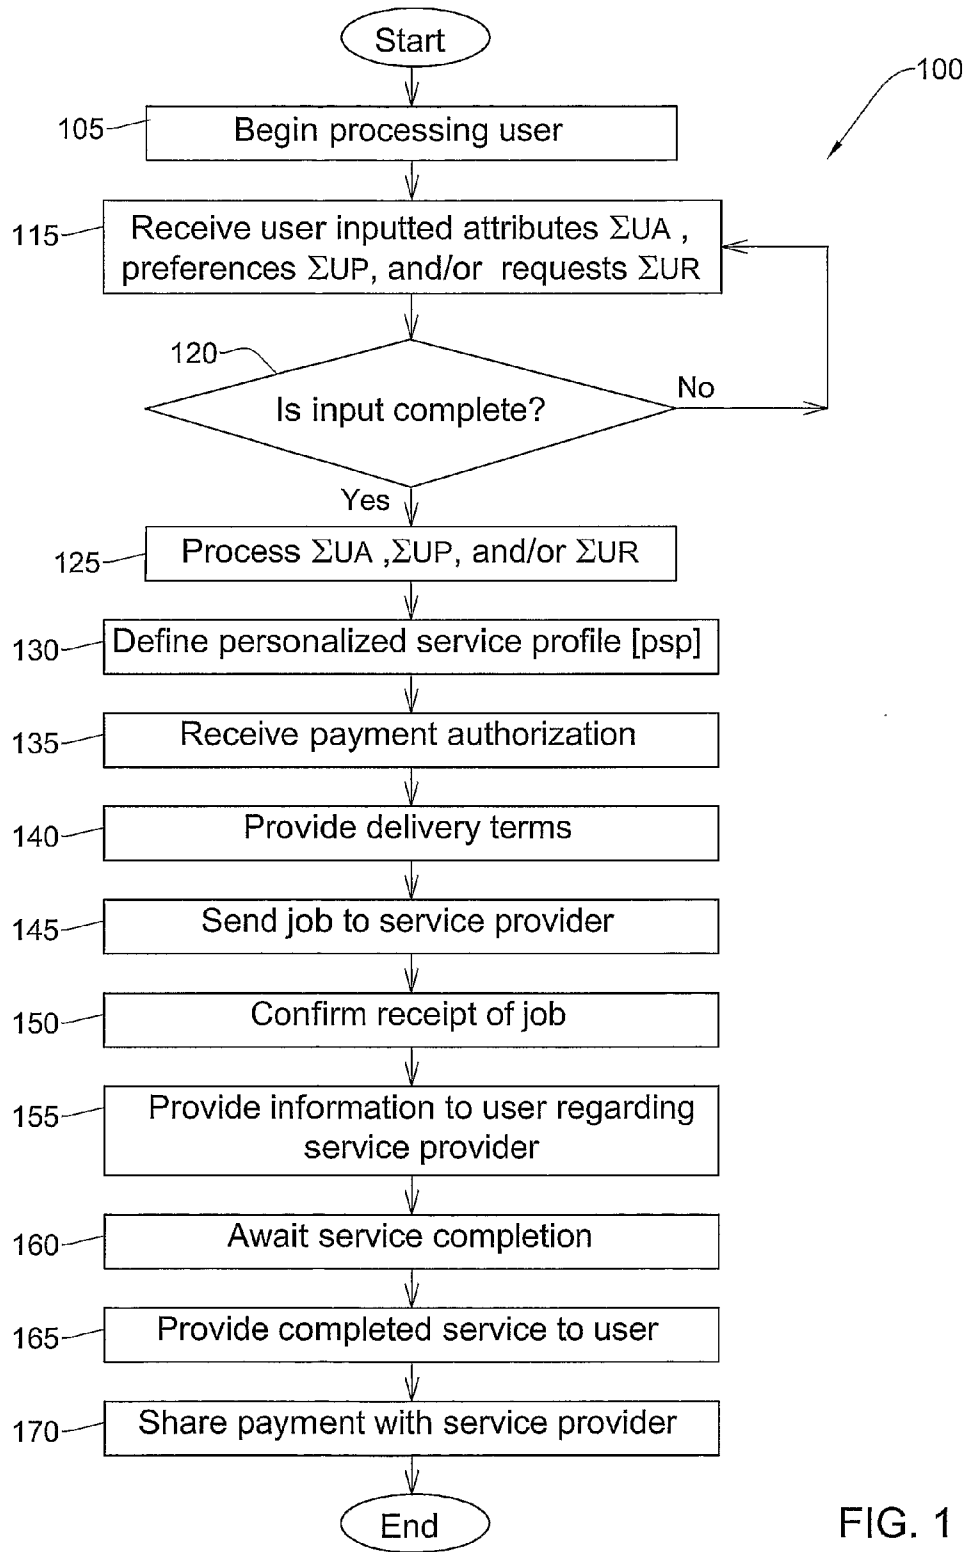 Start
100
105
Begin processing user
115
Receive user inputted attributes ΣUA ,
preferences ΣUP, and/or requests ΣUR
120
Is input complete?
No
Yes
125
Process ΣUA ,ΣUP, and/or ΣUR
130
Define personalized service profile [psp]
135
Receive payment authorization
140
Provide delivery terms
145
Send job to service provider
150
Confirm receipt of job
155
Provide information to user regarding
service provider
160
Await service completion
165
Provide completed service to user
170
Share payment with service provider
End
FIG. 1